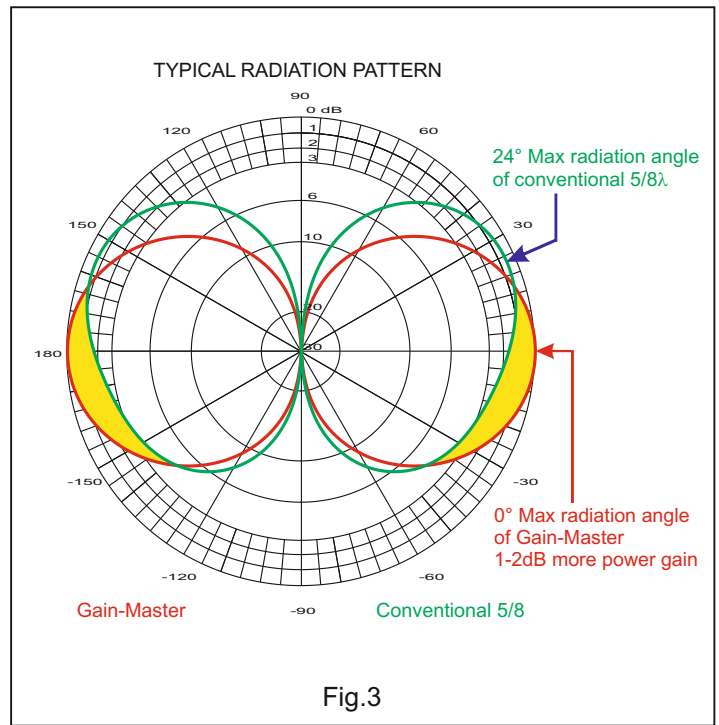 TYPICAL RADIATION PATTERN
90
0 dB
120
1
60
2
3
24° Max radiation angle
of conventional 5/8λ
6
150
30
10
20
180
30
0
-150
-30
0° Max radiation angle
of Gain-Master
1-2dB more power gain
-120
-60
Gain-Master
-90
Conventional 5/8
Fig.3